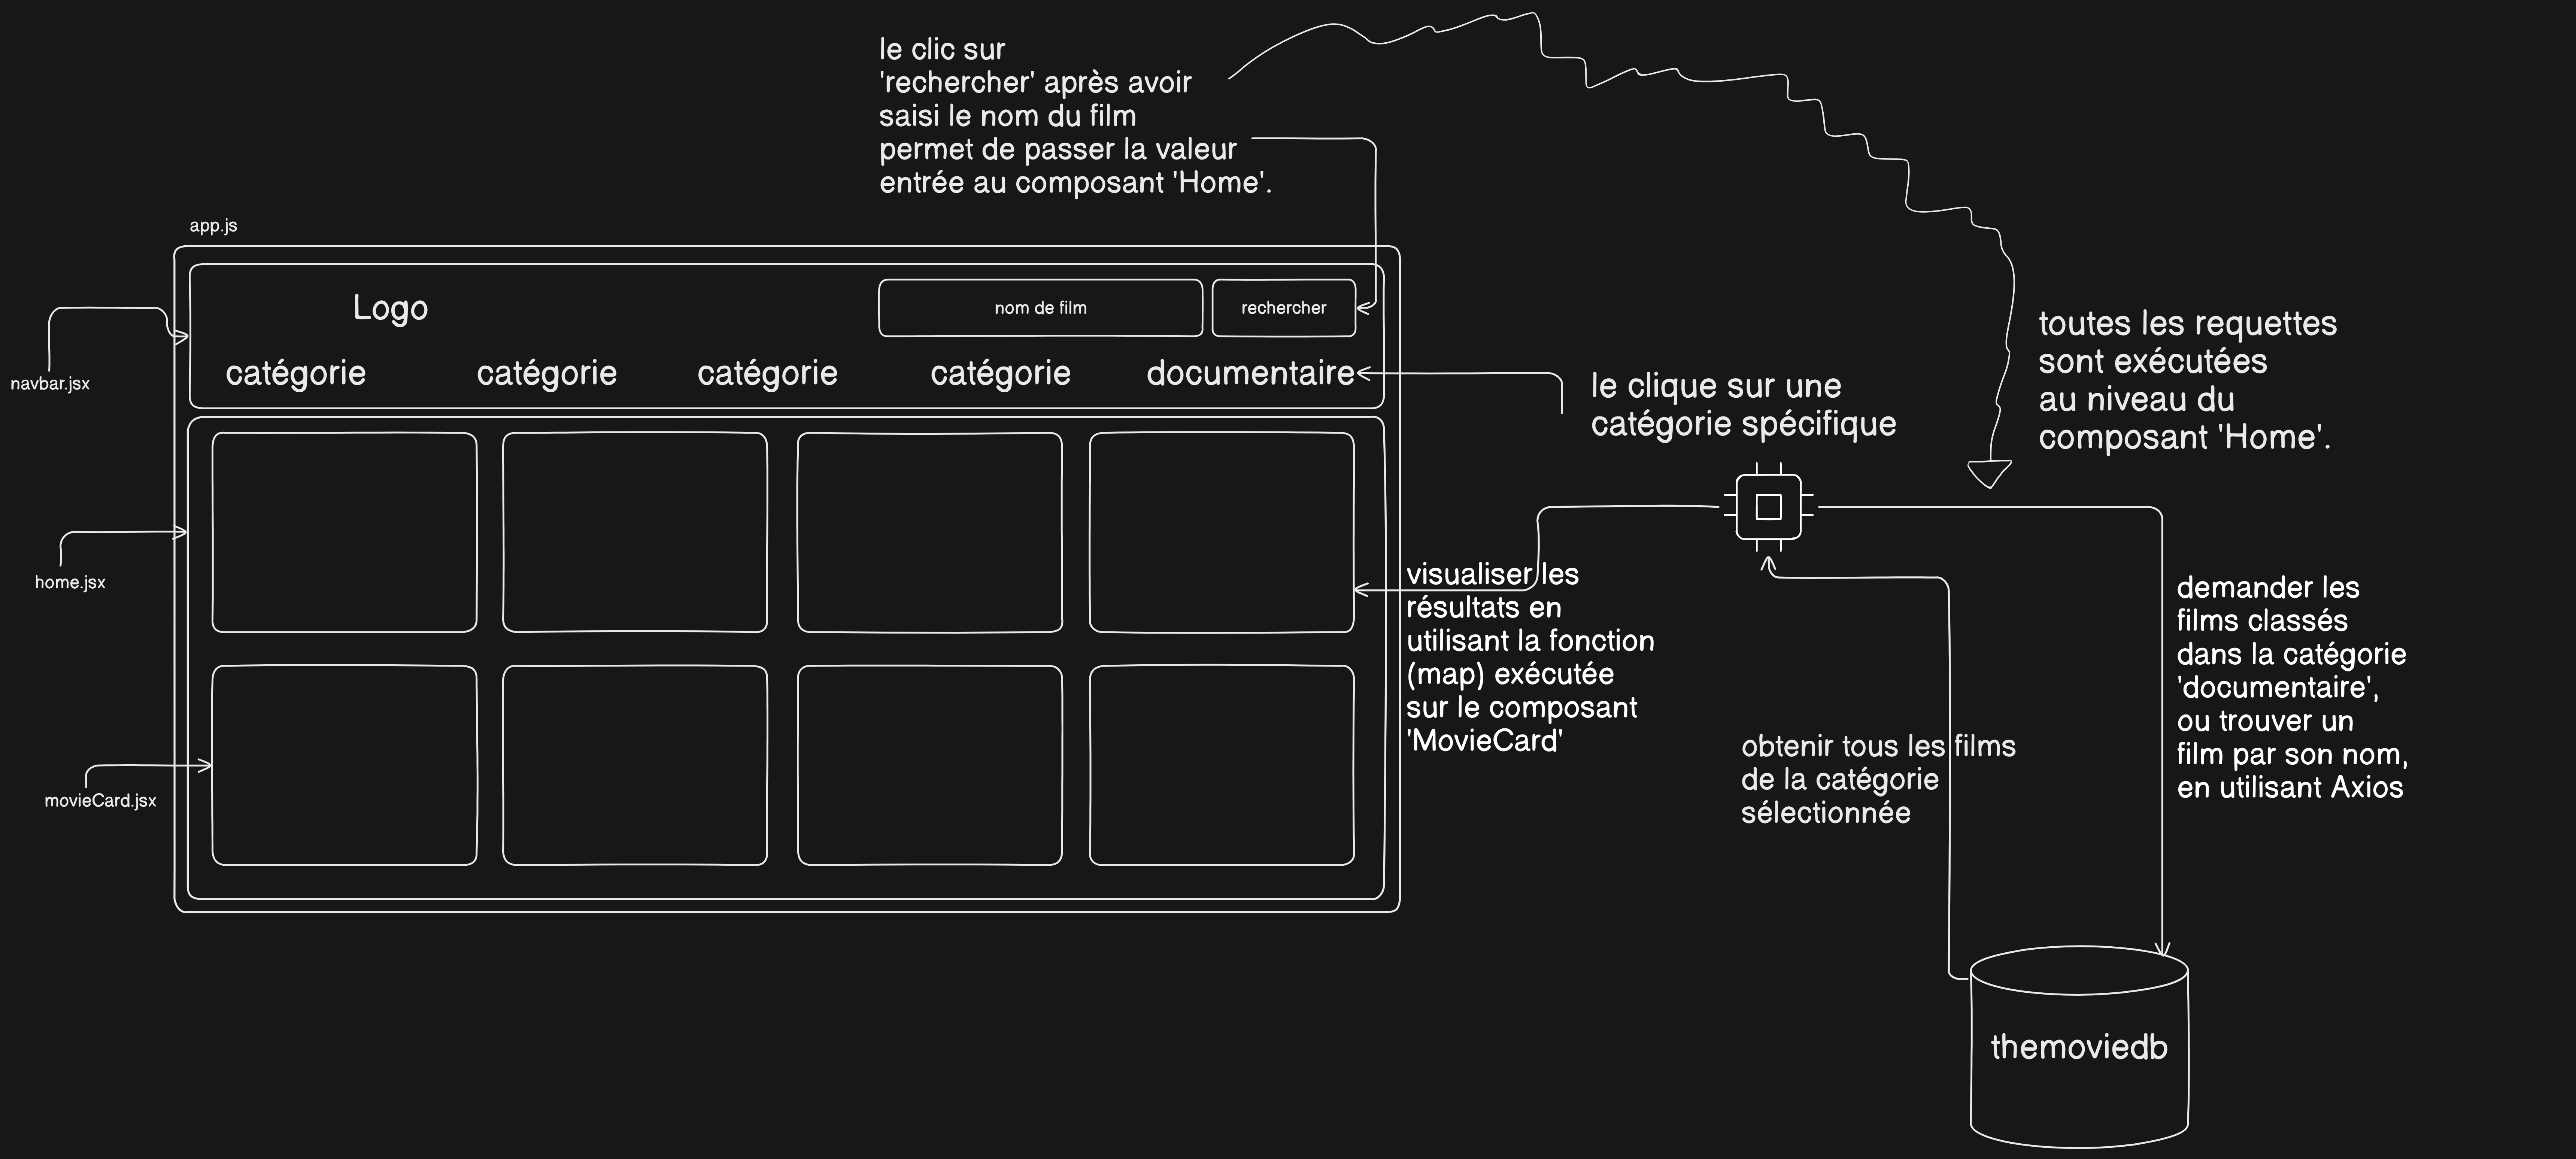 le clic sur
'rechercher' après avoir
saisi le nom du film
permet de passer la valeur
entrée au composant 'Home'.
app.js
Logo
nom de film
rechercher
catégorie
catégorie
catégorie
catégorie
documentaire
navbar.jsx
home.jsx
movieCard.jsx
le clique sur une
catégorie spécifique
toutes les requettes
sont exécutées
au niveau du
composant 'Home'.
visualiser les
résultats en
utilisant la fonction
(map) exécutée
sur le composant
'MovieCard'
obtenir tous les films
de la catégorie
sélectionnée
demander les
films classés
dans la catégorie
'documentaire',
ou trouver un
film par son nom,
en utilisant Axios
themoviedb